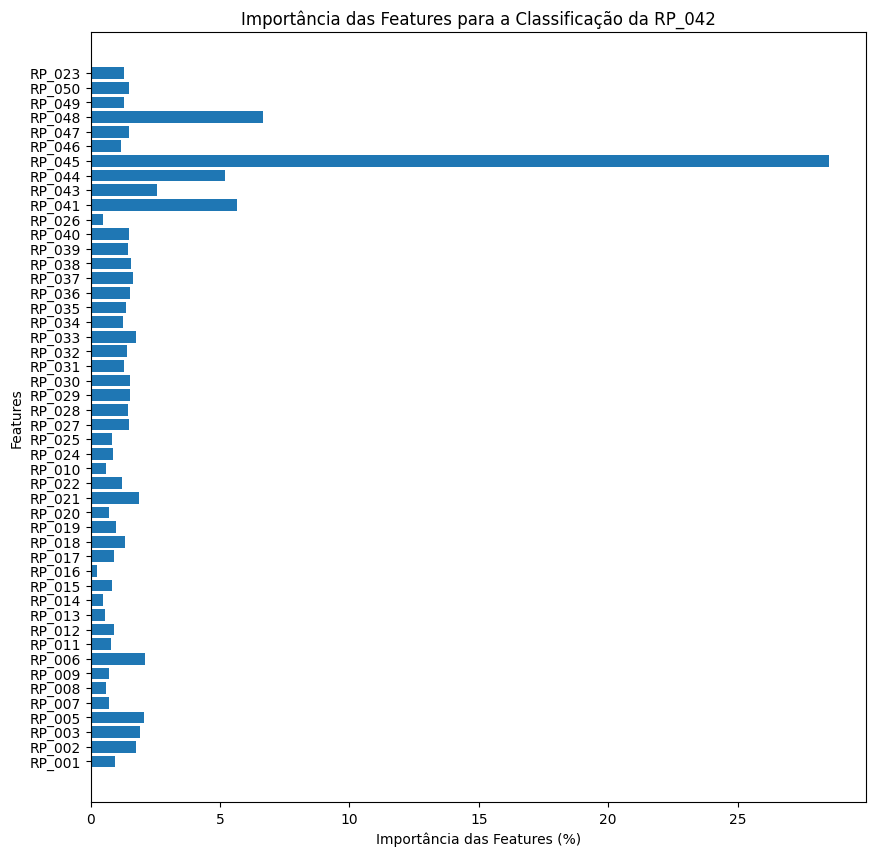 Importância das Features para a Classificação da RP_042
RP_023
RP_050
RP_049
RP_048
RP_047
RP_046
RP_045
RP_044
RP_043
RP_041
RP_026
RP_040
RP_039
RP_038
RP_037
RP_036
RP_035
RP_034
RP_033
RP_032
RP_031
RP_030
RP_029
RP_028
RP_027
RP_025
RP_024
RP_010
RP_022
RP_021
RP_020
RP_019
RP_018
RP_017
RP_016
RP_015
RP_014
RP_013
RP_012
RP_011
RP_006
RP_009
RP_008
RP_007
RP_005
RP_003
RP_002
RP_001
Features
0 5 10 15 20 25
Importância das Features (%)